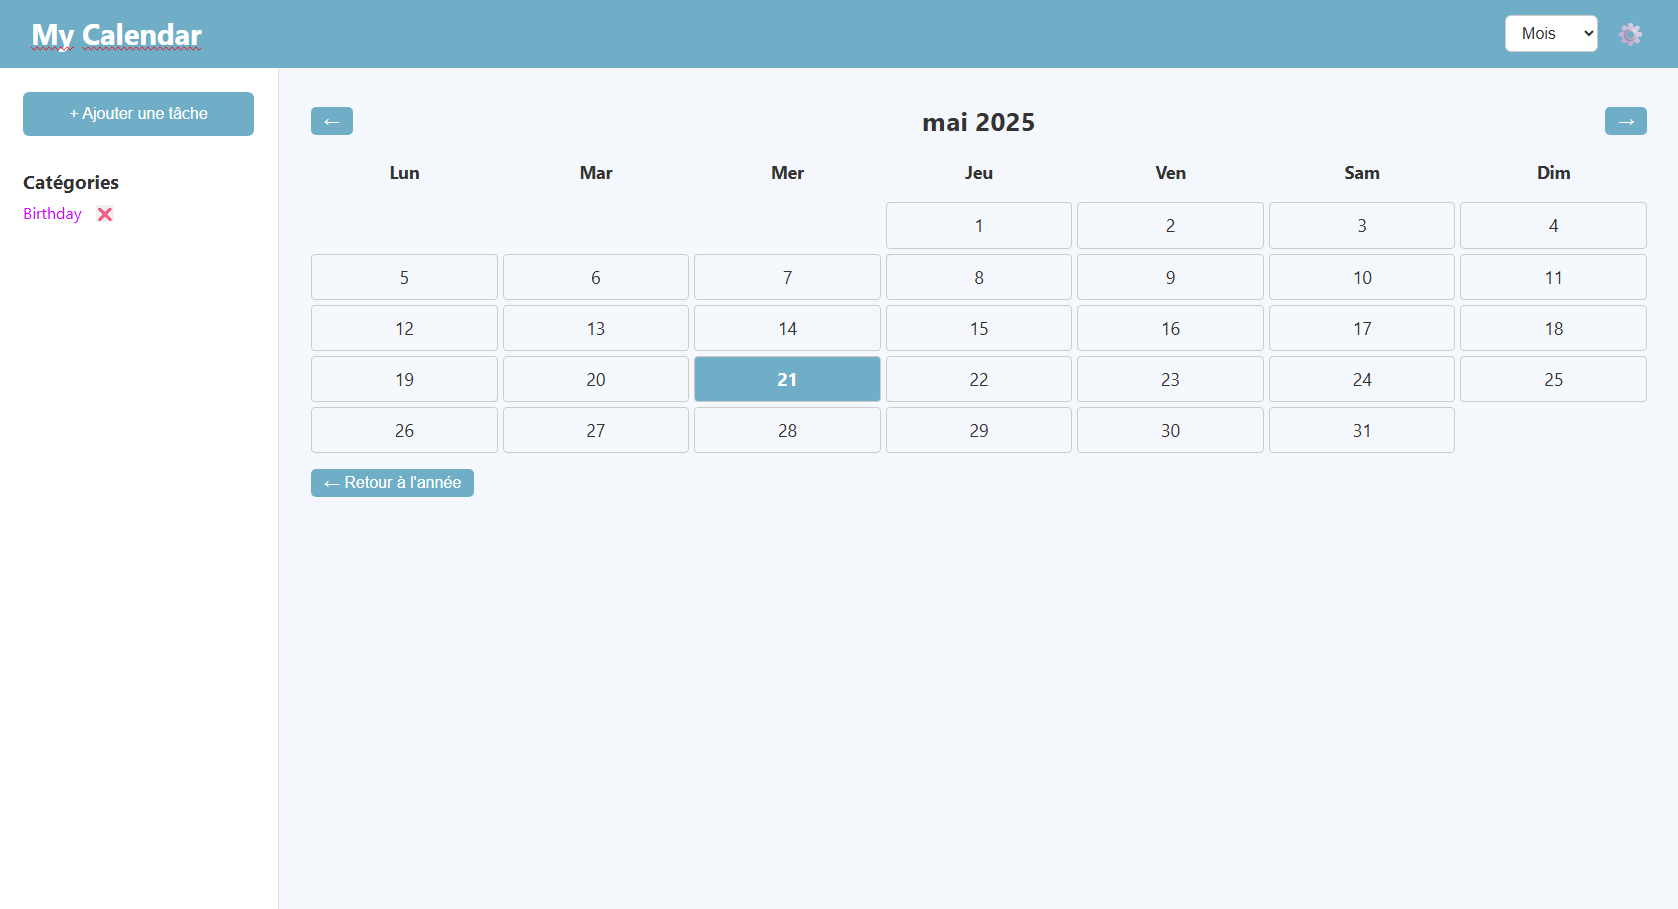 My Calendar
Mois
+ Ajouter une tâche
Catégories
Birthday
←
mai 2025
→
Lun Mar Mer Jeu Ven Sam Dim
1 2 3 4
5 6 7 8 9 10 11
12 13 14 15 16 17 18
19 20 21 22 23 24 25
26 27 28 29 30 31
← Retour à l'année